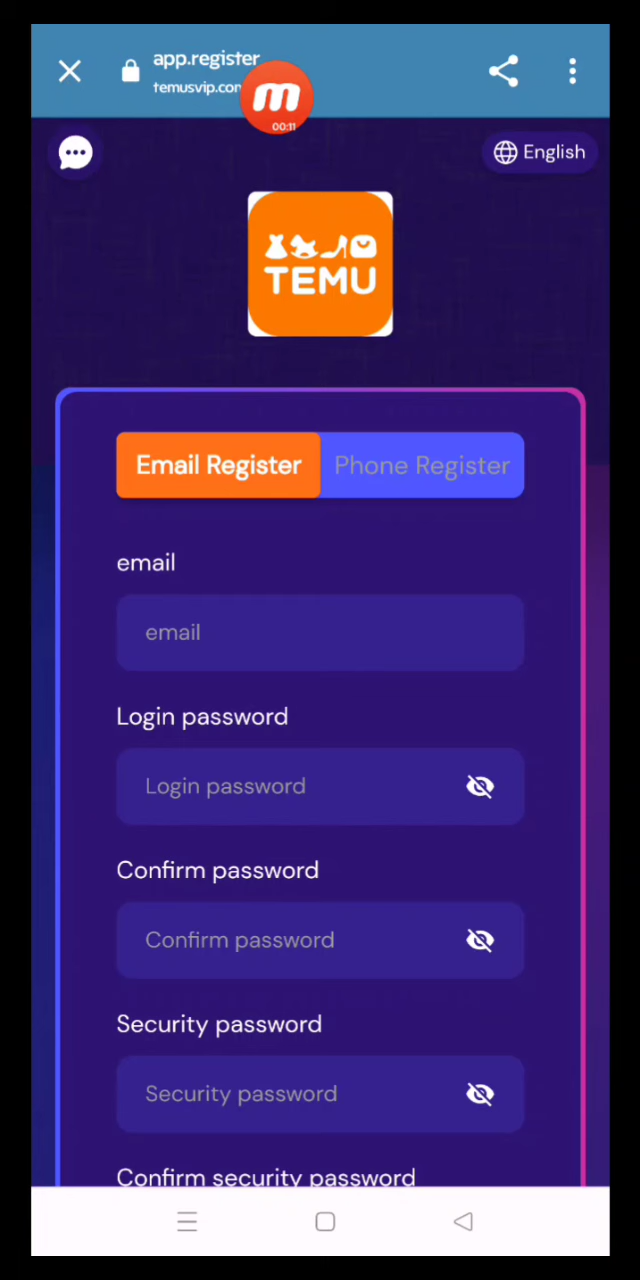 app.register
temusvip.com
m
00:11
English
TEMU
Email Register
Phone Register
email
email
Login password
Login password
Confirm password
Confirm password
Security password
Security password
Confirm security password